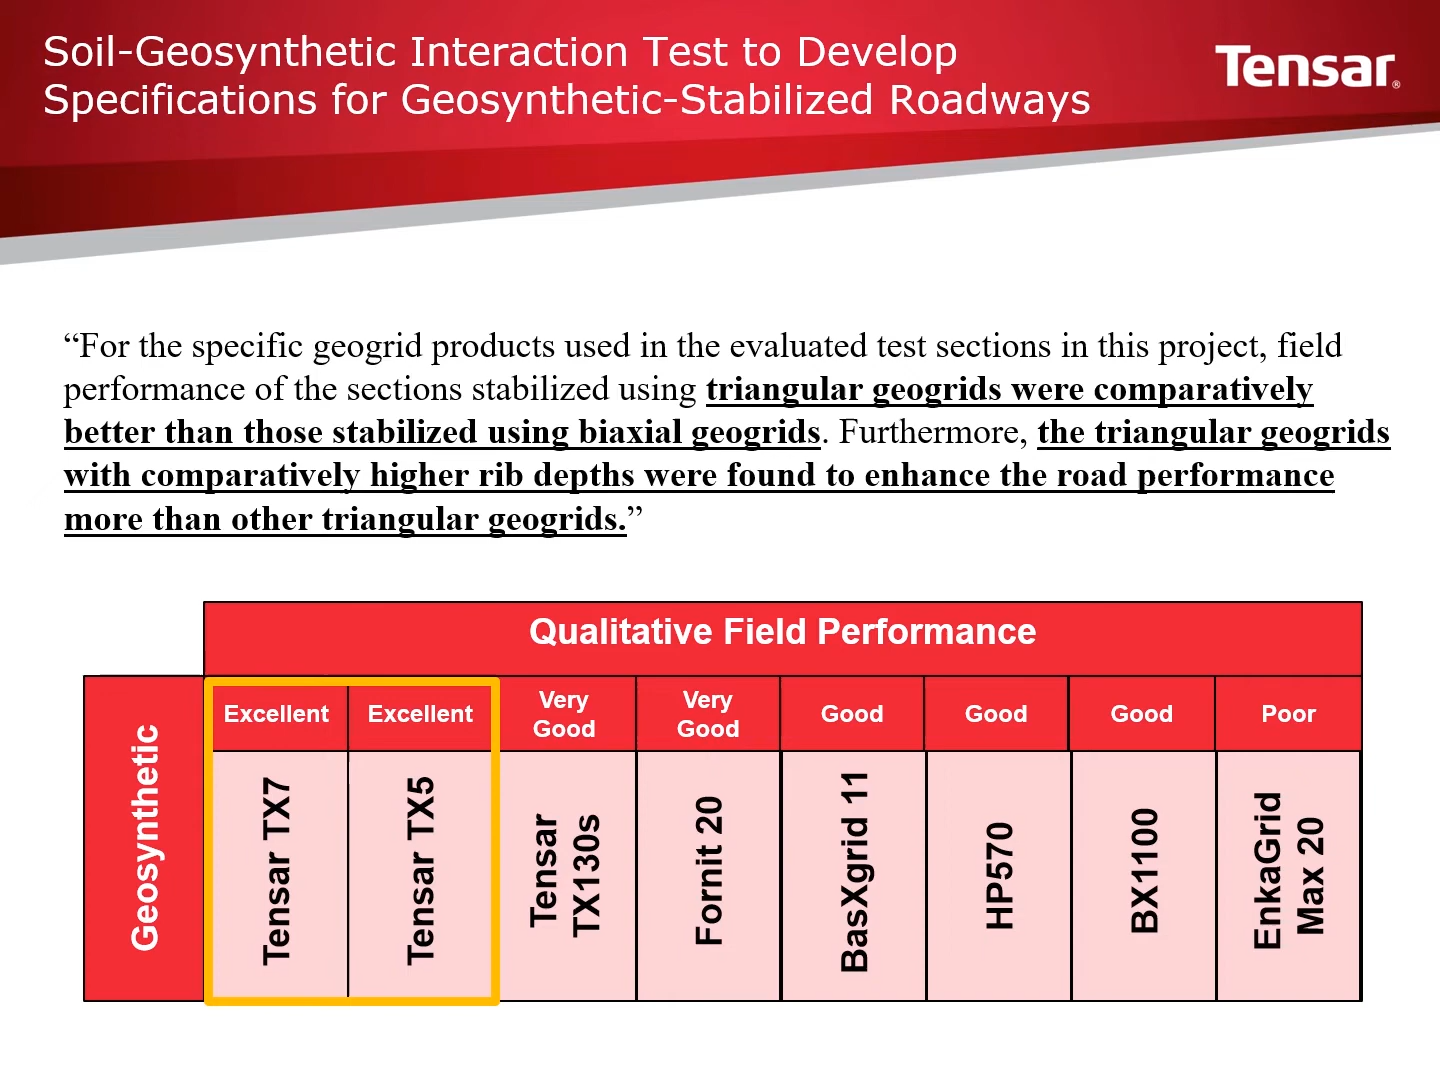 Soil-Geosynthetic Interaction Test to Develop
Specifications for Geosynthetic-Stabilized Roadways
Tensar®
“For the specific geogrid products used in the evaluated test sections in this project, field
performance of the sections stabilized using triangular geogrids were comparatively
better than those stabilized using biaxial geogrids. Furthermore, the triangular geogrids
with comparatively higher rib depths were found to enhance the road performance
more than other triangular geogrids.”
Qualitative Field Performance
Geosynthetic
Excellent
Excellent
Very
Good
Very
Good
Good
Good
Good
Poor
Tensar TX7
Tensar TX5
Tensar
TX130s
Fornit 20
BasXgrid 11
HP570
BX1100
EnkaGrid
Max 20